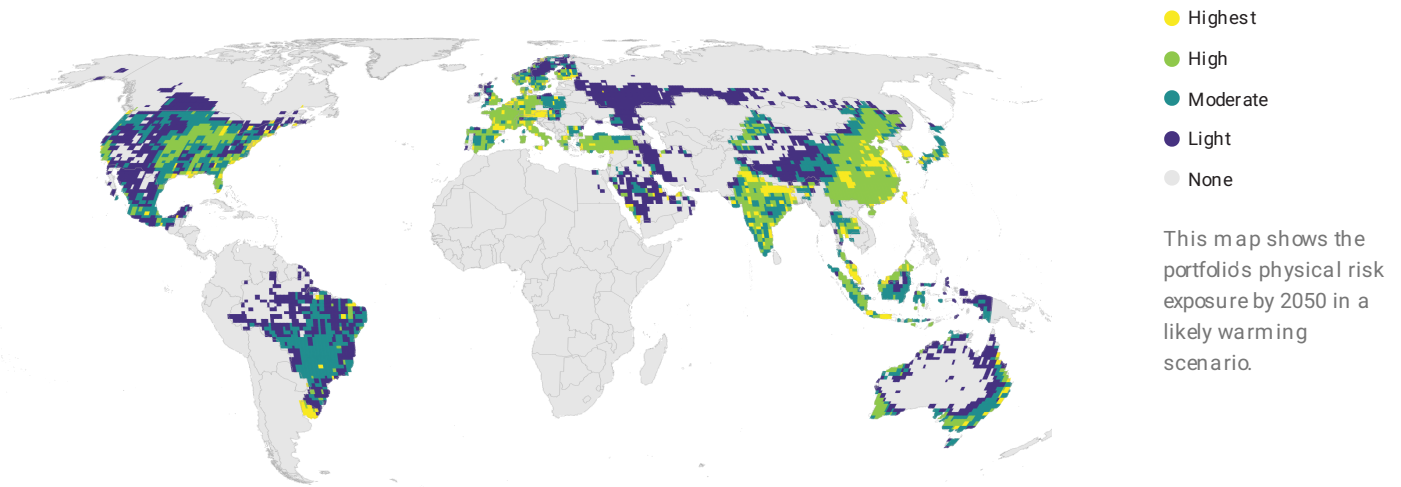 Highest
High
Moderate
Light
None
This map shows the
portfolio's physical risk
exposure by 2050 in a
likely warming
scenario.